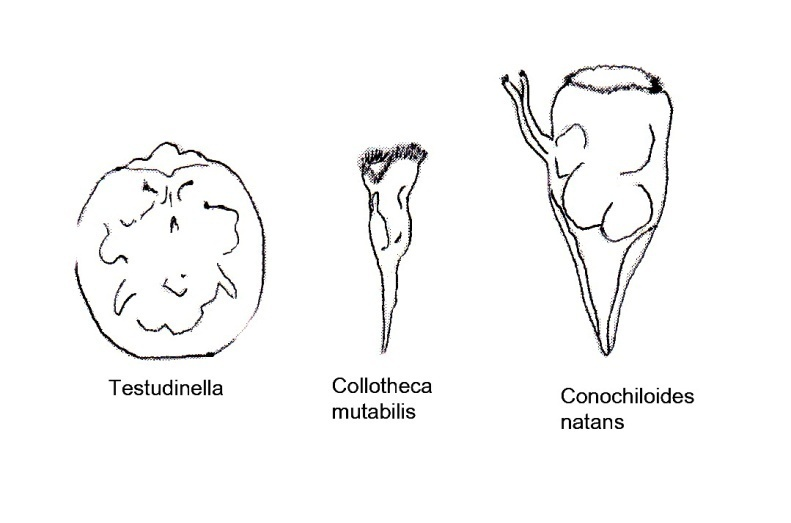 Testudinella
Collotheca
mutabilis
Conochiloides
natans